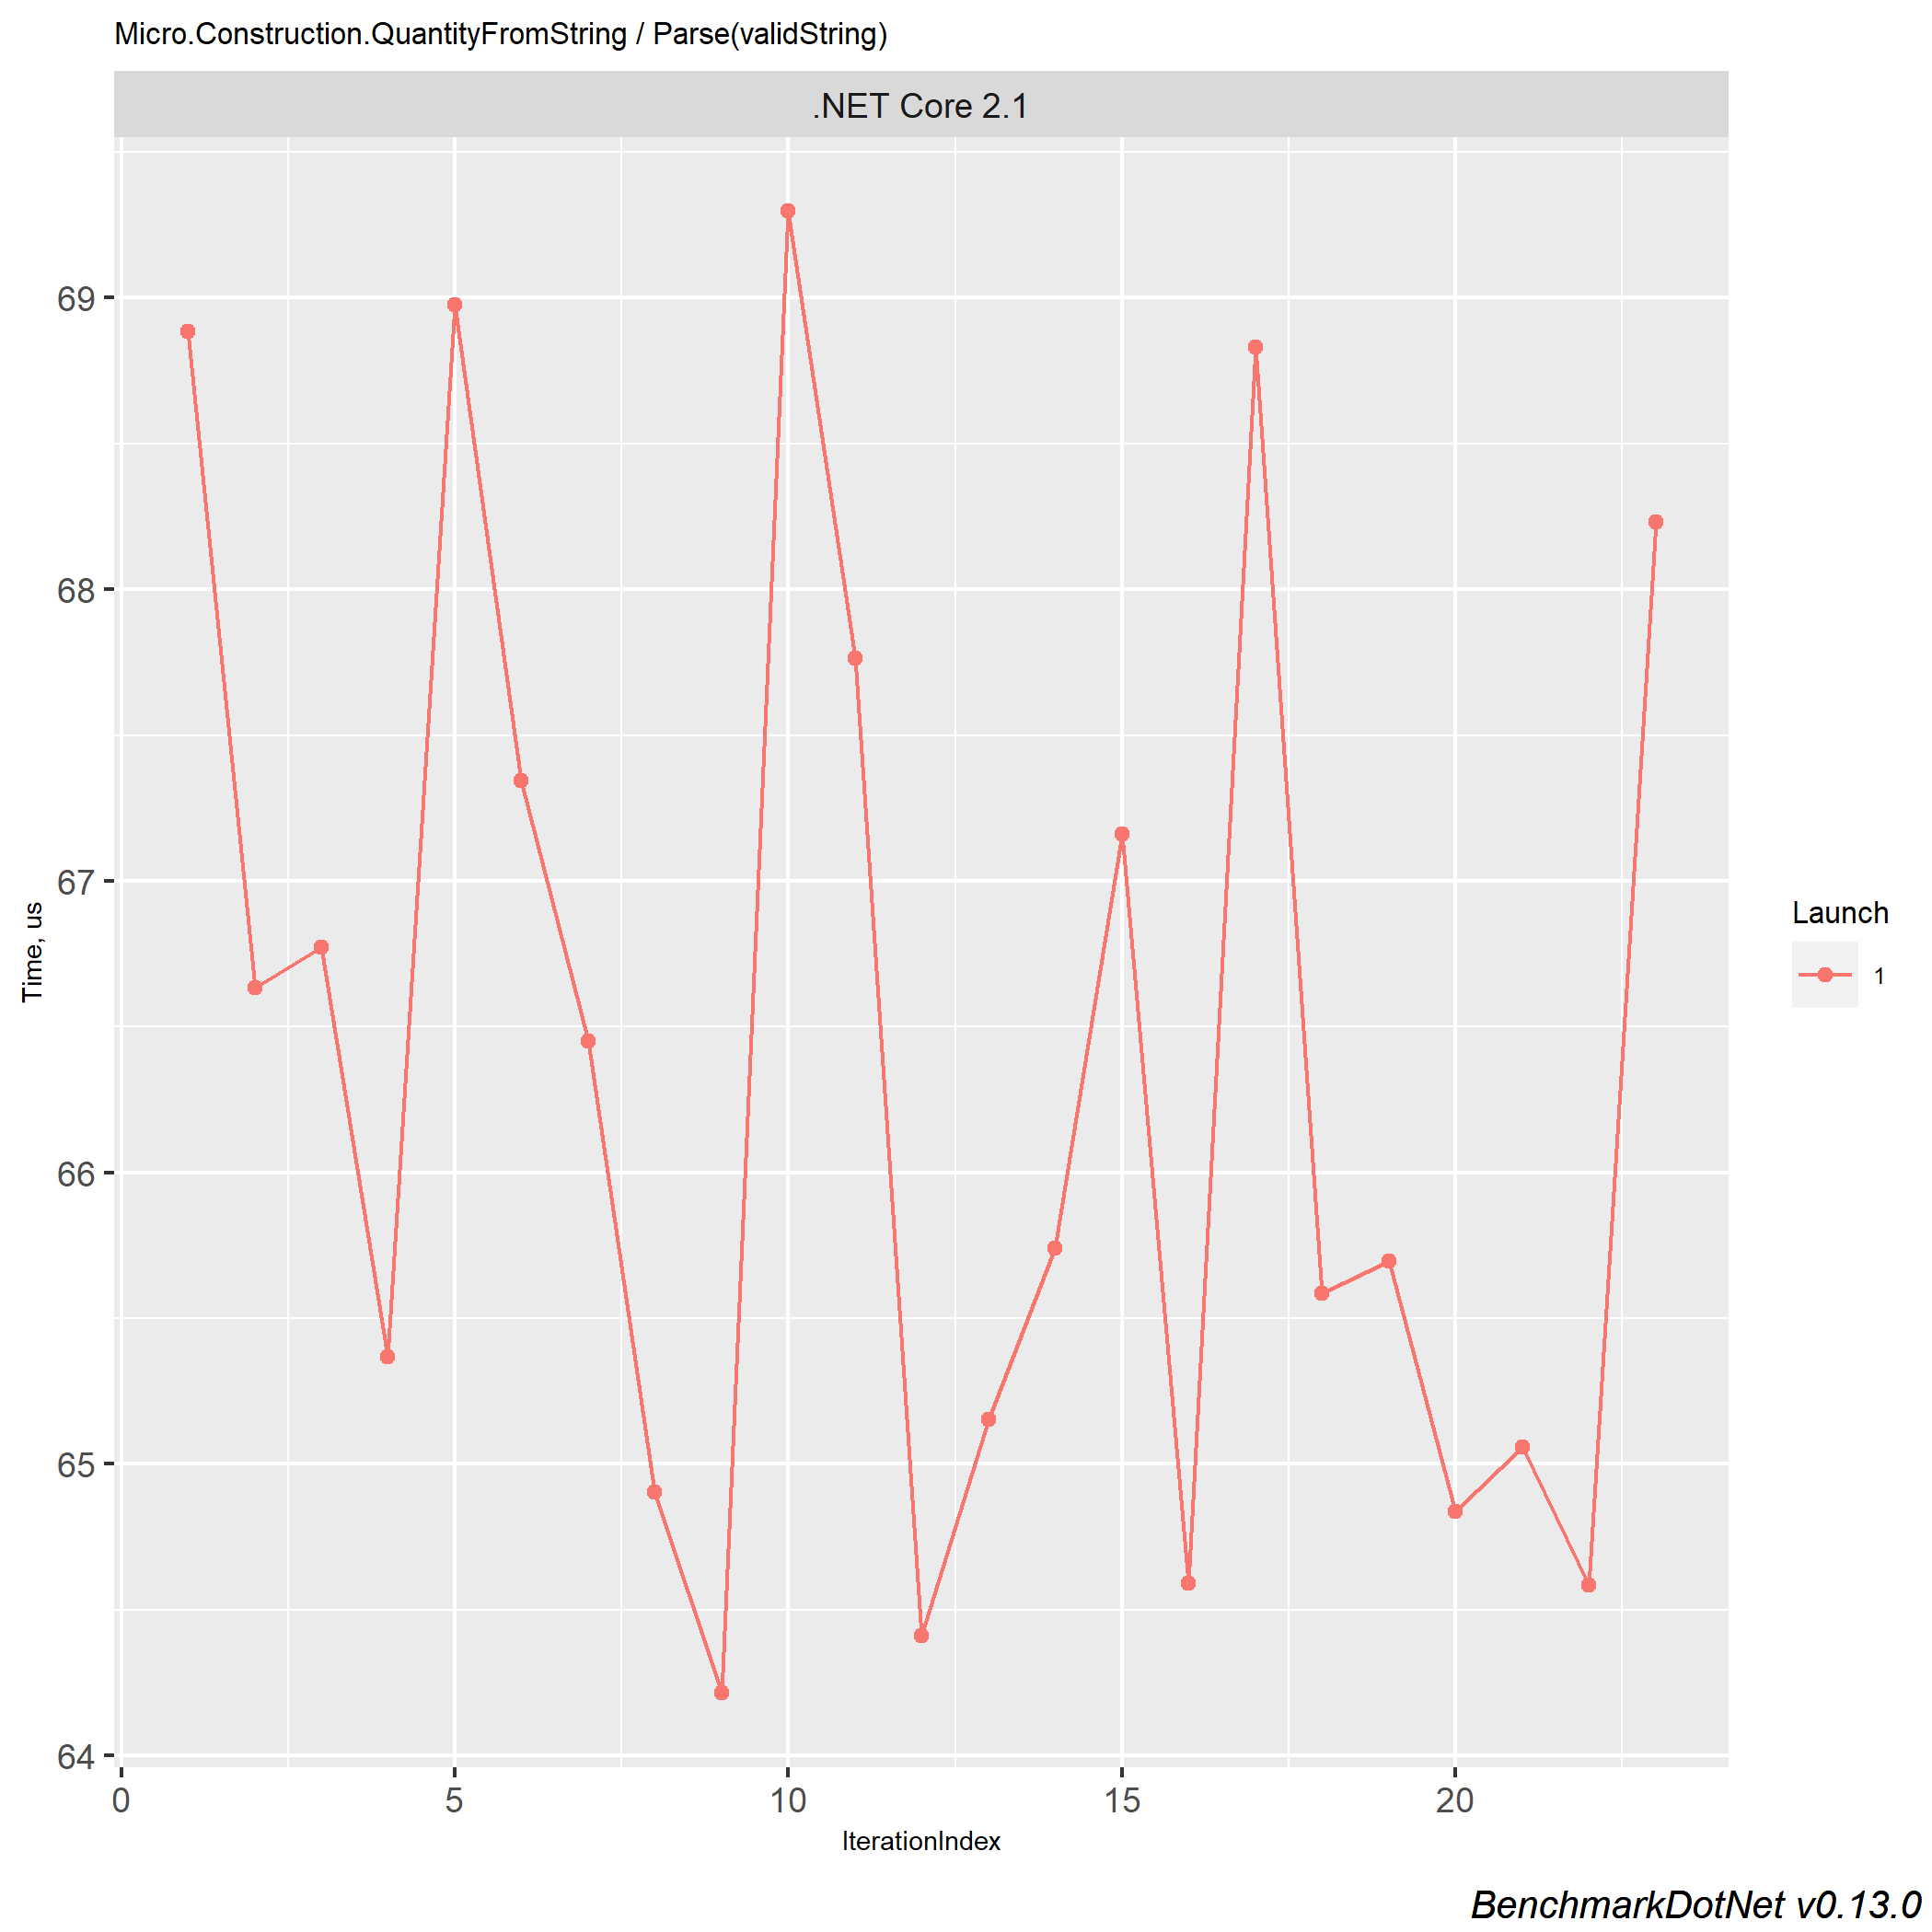 Micro.Construction.QuantityFromString / Parse(validString)
.NET Core 2.1
69
68
67
66
65
64
Time, us
0 5 10 15 20
IterationIndex
Launch
1
BenchmarkDotNet v0.13.0